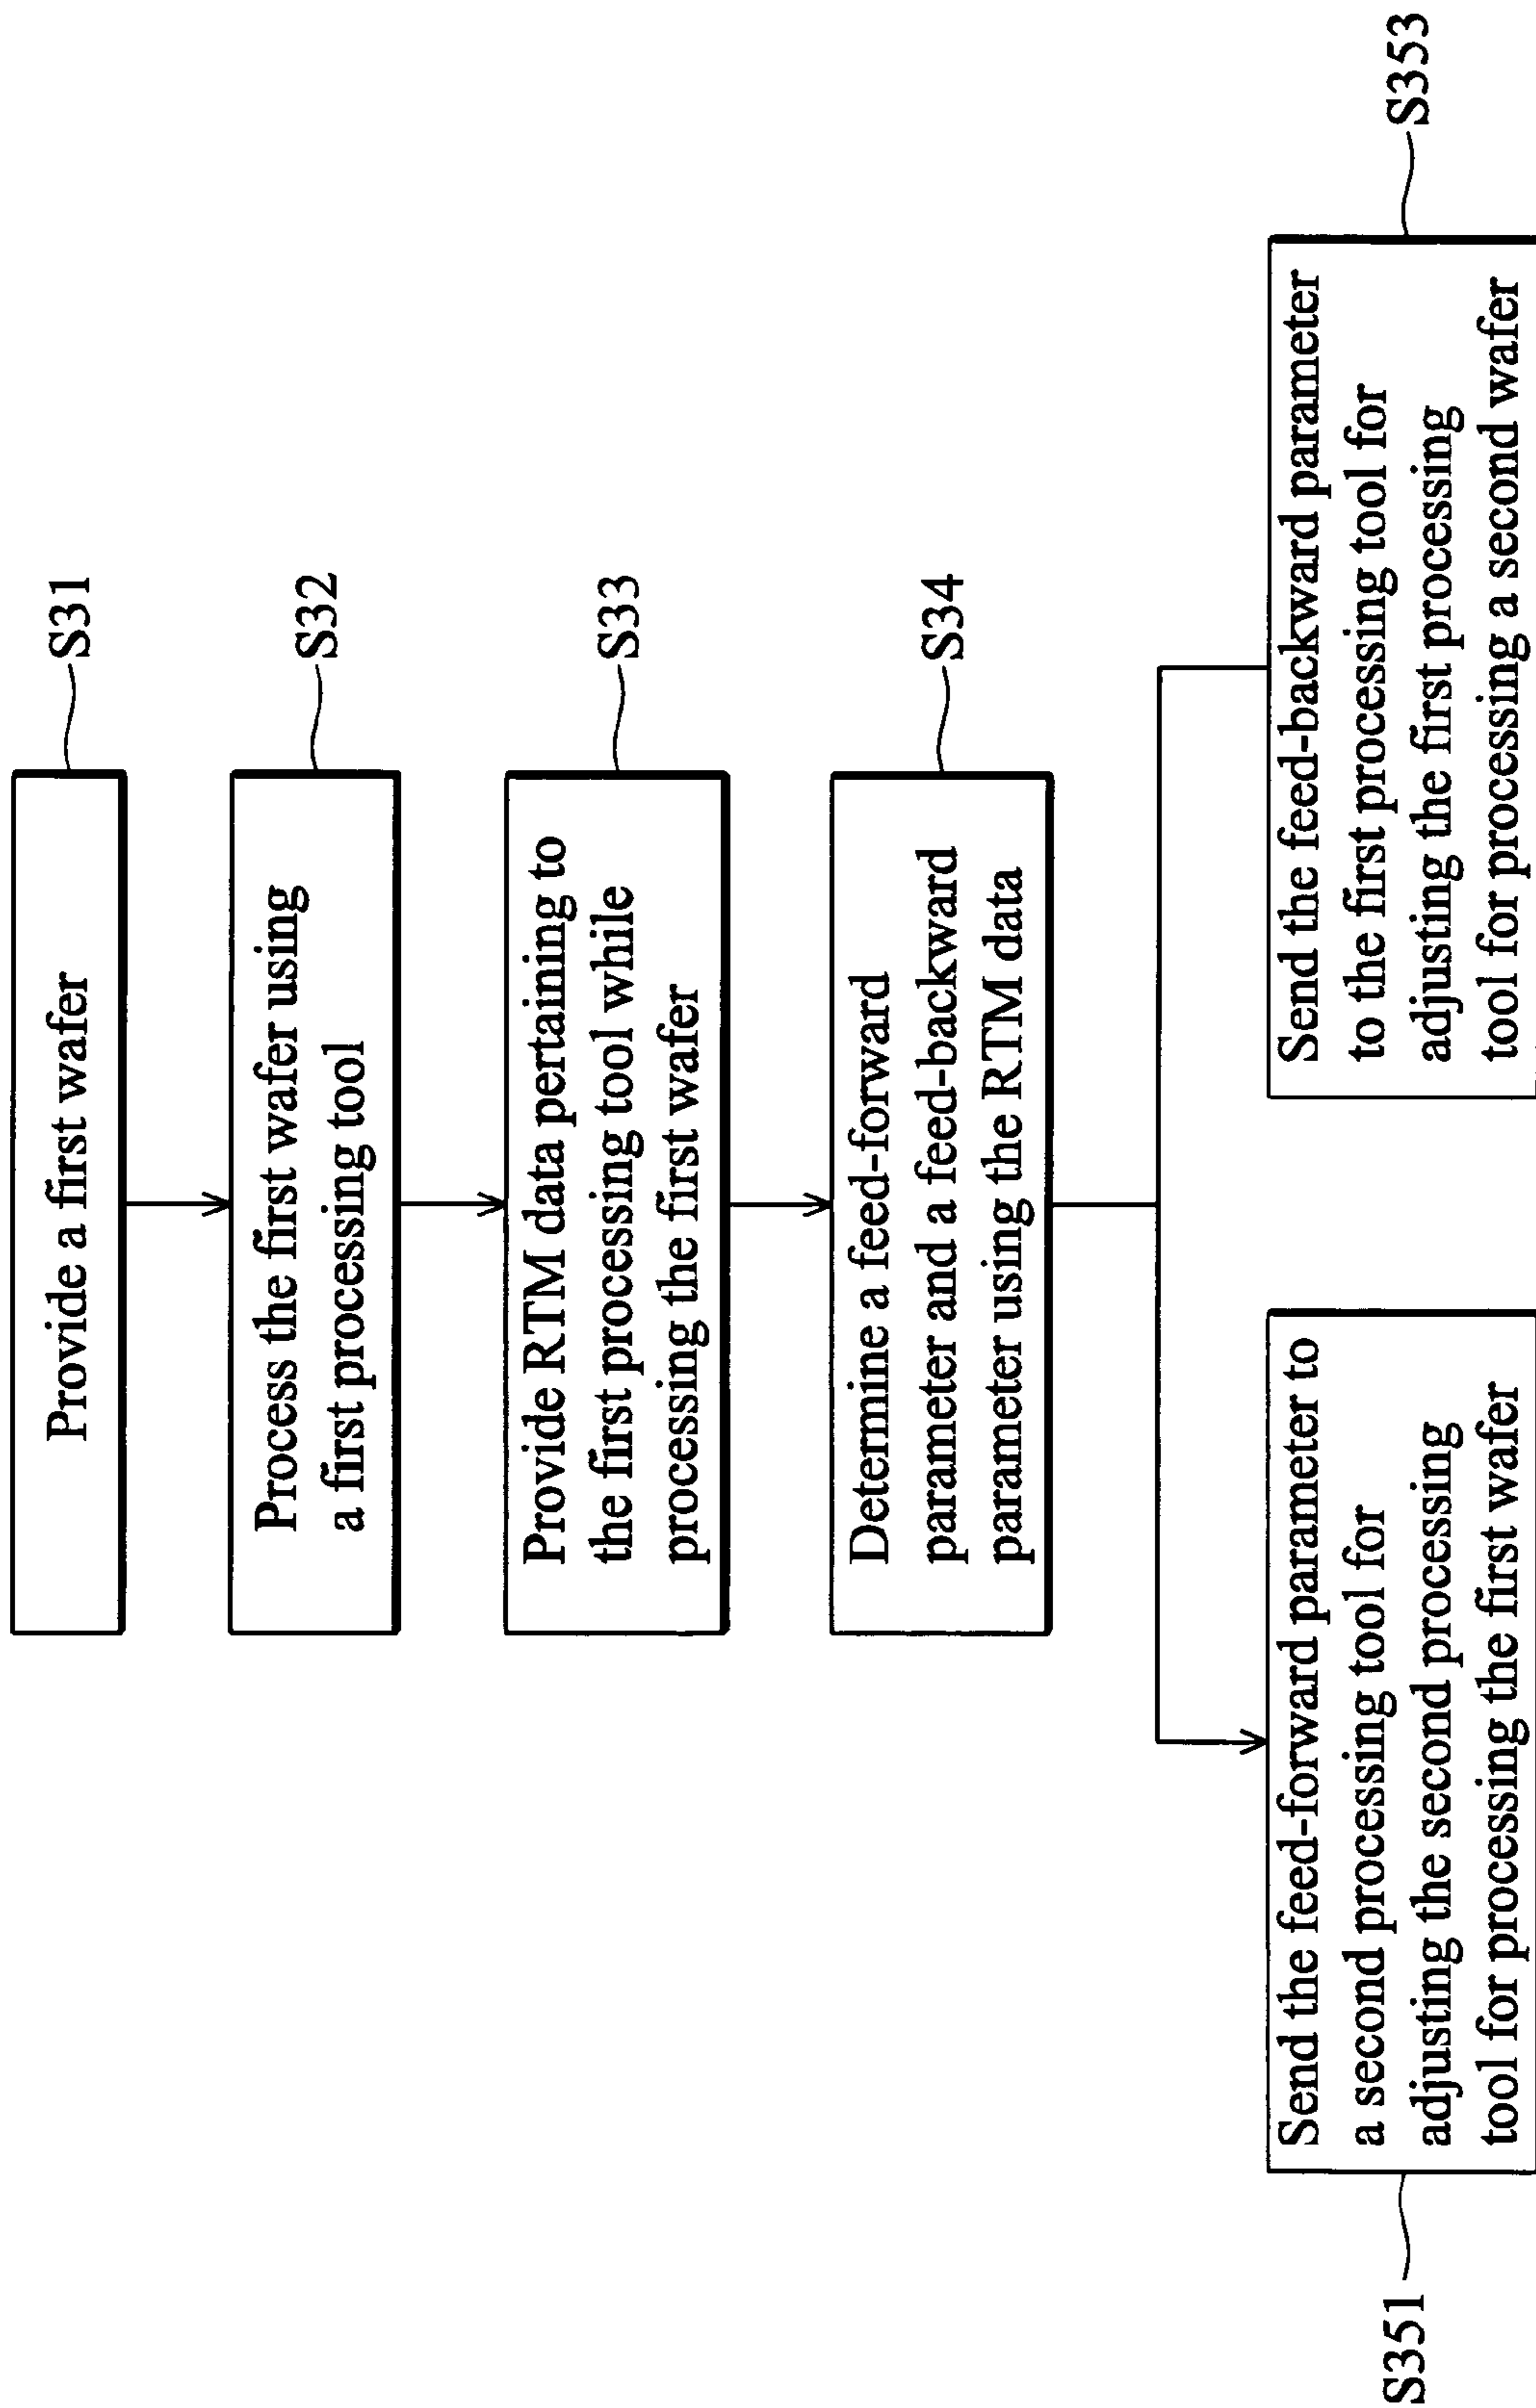 Provide a first wafer
S31
Process the first wafer using
a first processing tool
S32
Provide RTM data pertaining to
the first processing tool while
processing the first wafer
S33
Determine a feed-forward
parameter and a feed-backward
parameter using the RTM data
S34
S351
Send the feed-forward parameter to
a second processing tool for
adjusting the second processing
tool for processing the first wafer
Send the feed-backward parameter
to the first processing tool for
adjusting the first processing
tool for processing a second wafer
S353